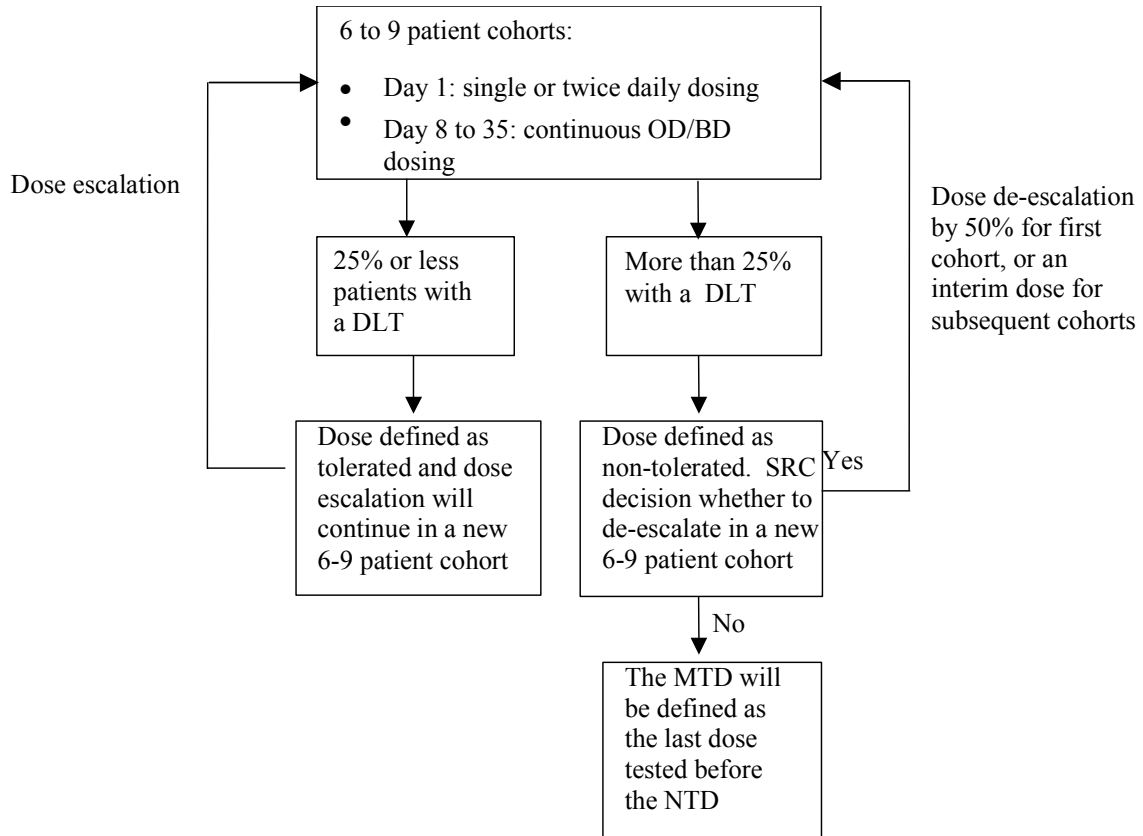 6 to 9 patient cohorts:
• Day 1: single or twice daily dosing
• Day 8 to 35: continuous OD/BD
dosing
Dose escalation
Dose de-escalation
by 50% for first
cohort, or an
interim dose for
subsequent cohorts
25% or less
patients with
a DLT
More than 25%
with a DLT
Dose defined as
tolerated and dose
escalation will
continue in a new
6-9 patient cohort
Dose defined as
non-tolerated. SRC
decision whether to
de-escalate in a new
6-9 patient cohort
Yes
No
The MTD will
be defined as
the last dose
tested before
the NTD